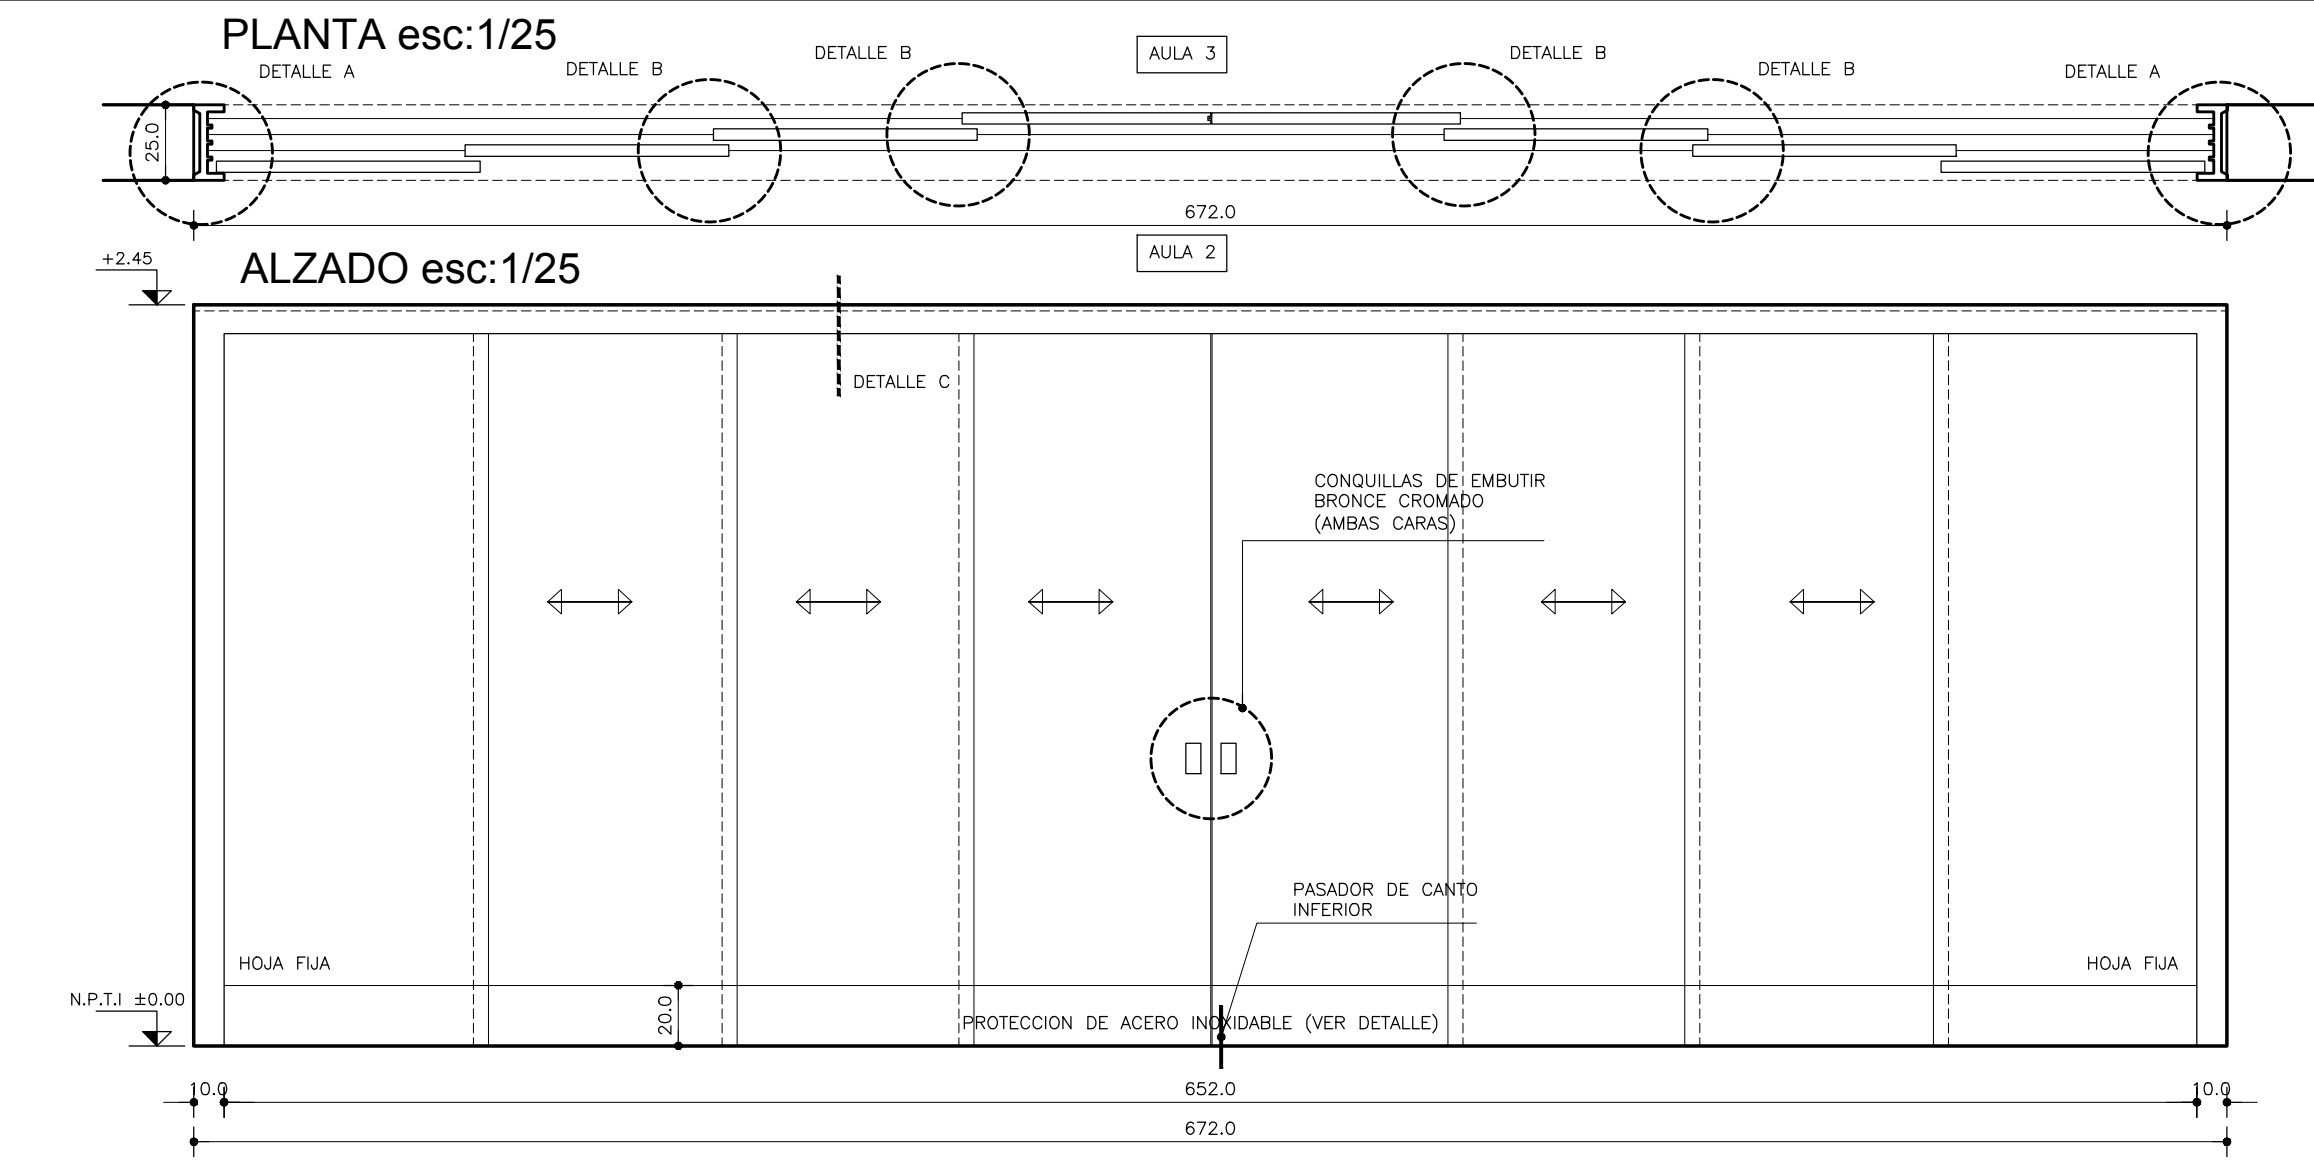 PLANTA esc:1/25
DETALLE A
DETALLE B
DETALLE B
AULA 3
DETALLE B
DETALLE B
DETALLE A
25.0
672.0
AULA 2
+2.45
ALZADO esc:1/25
DETALLE C
CONQUILLAS DE EMBUTIR
BRONCE CROMADO
(AMBAS CARAS)
PASADOR DE CANTO
INFERIOR
HOJA FIJA
HOJA FIJA
N.P.T.I ±0.00
20.0
PROTECCION DE ACERO INOXIDABLE (VER DETALLE)
10.0
652.0
10.0
672.0